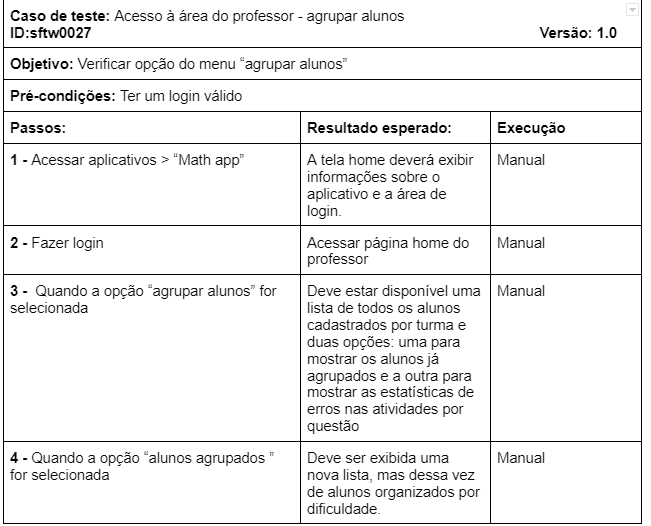 Caso de teste: Acesso à área do professor - agrupar alunos
ID:sftw0027 Versão: 1.0
Objetivo: Verificar opção do menu “agrupar alunos”
Pré-condições: Ter um login válido
Passos: Resultado esperado: Execução
1 - Acessar aplicativos > “Math app”
A tela home deverá exibir
informações sobre o
aplicativo e a área de
login.
Manual
2 - Fazer login
Acessar página home do
professor
Manual
3 - Quando a opção “agrupar alunos” for
selecionada
Deve estar disponível uma
lista de todos os alunos
cadastrados por turma e
duas opções: uma para
mostrar os alunos já
agrupados e a outra para
mostrar as estatísticas de
erros nas atividades por
questão
Manual
4 - Quando a opção “alunos agrupados ”
for selecionada
Deve ser exibida uma
nova lista, mas dessa vez
de alunos organizados por
dificuldade.
Manual